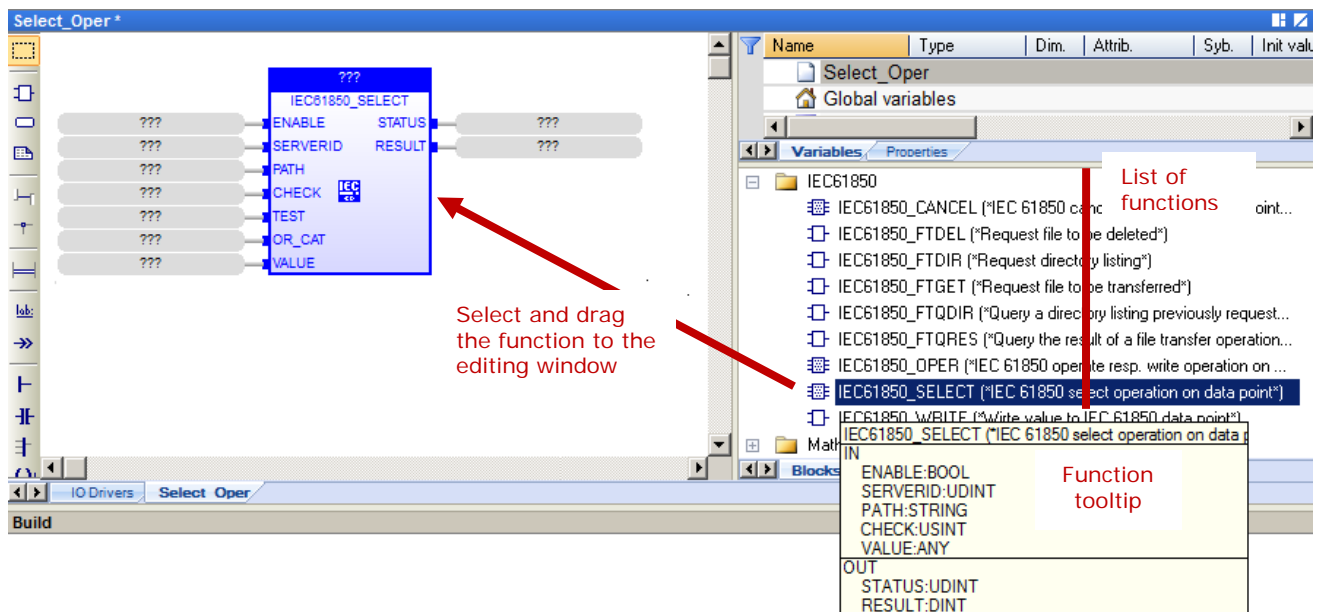 Select_Oper *
Name Type Dim. Attrib. Syb. Init valu
Select_Oper
Global variables
Variables Properties
???
IEC61850_SELECT
??? ENABLE STATUS ???
??? SERVERID RESULT ???
??? PATH
??? CHECK IEC
??? TEST
??? OR_CAT
??? VALUE
Select and drag
the function to the
editing window
List of
functions
IEC61850
IEC61850_CANCEL (*IEC 61850 canc oint...
IEC61850_FTDEL (*Request file to be deleted*)
IEC61850_FTDIR (*Request directory listing*)
IEC61850_FTGET (*Request file to be transferred*)
IEC61850_FTQDIR (*Query a directory listing previously request...
IEC61850_FTQRES (*Query the result of a file transfer operation...
IEC61850_OPER (*IEC 61850 operate resp. write operation on ...
IEC61850_SELECT (*IEC 61850 select operation on data point*)
IEC61850_WRITE (*Write value to IEC 61850 data point*)
Math
Blocks
IEC61850_SELECT (*IEC 61850 select operation on data p
IN
ENABLE:BOOL
SERVERID:UDINT
PATH:STRING
CHECK:USINT
VALUE:ANY
OUT
STATUS:UDINT
RESULT:DINT
Function
tooltip
lab:
IO Drivers Select_Oper
Build